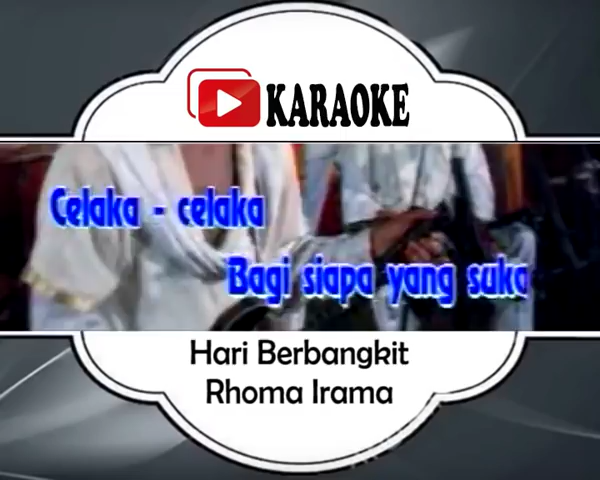 KARAOKE
Celaka - celaka
Bagi siapa yang suka
Hari Berbangkit
Rhoma Irama